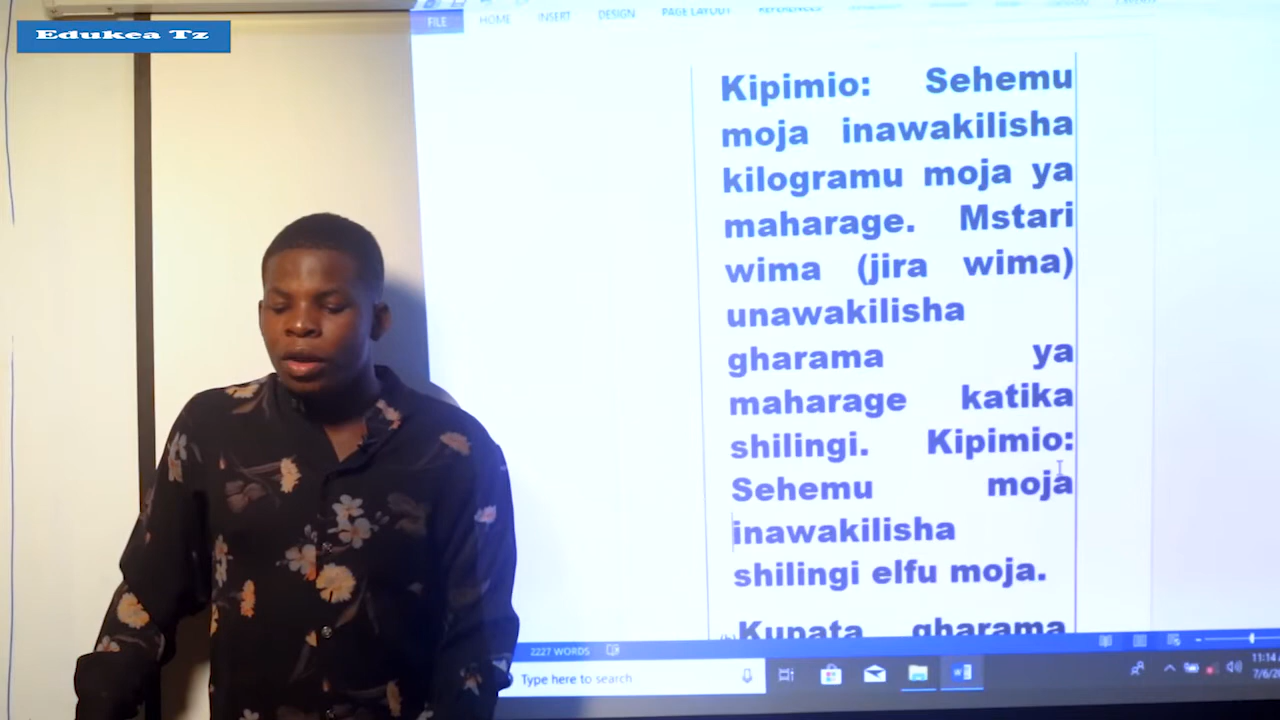 Edukea Tz
FILE HOME INSERT DESIGN PAGE LAYOUT REFERENCES
Kipimio: Sehemu
moja inawakilisha
kilogramu moja ya
maharage. Mstari
wima (jira wima)
unawakilisha
gharama ya
maharage katika
shilingi. Kipimio:
Sehemu moja
inawakilisha
shilingi elfu moja.
Kupata gharama
2227 WORDS
Type here to search
11:14